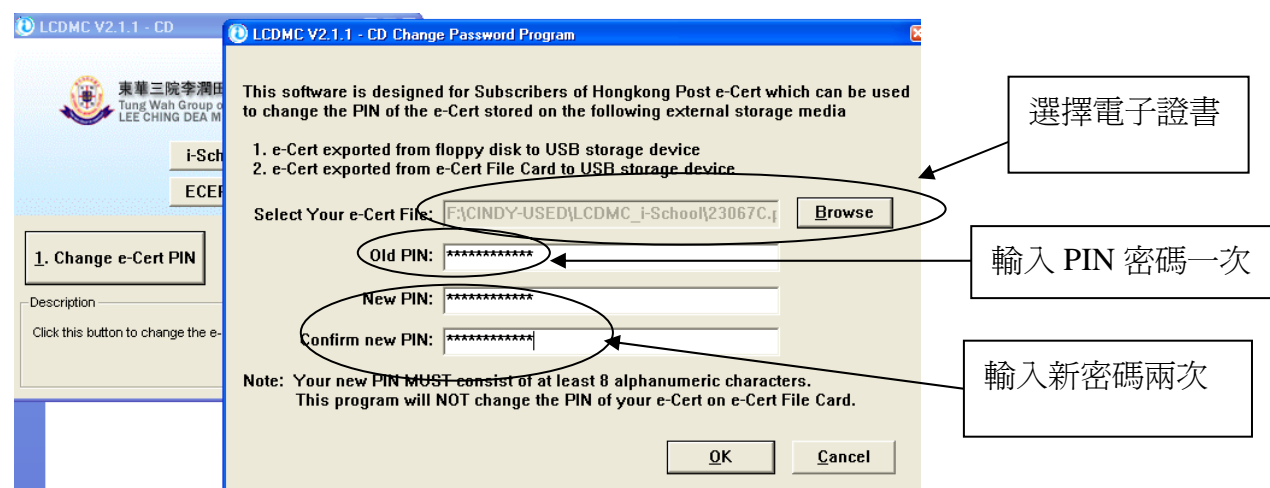 LCDMC V2.1.1 - CD
東華三院李潤田
Tung Wah Group o
LEE CHING DEA M
i-Sch
ECER
1. Change e-Cert PIN
Description
Click this button to change the e-
LCDMC V2.1.1 - CD Change Password Program
This software is designed for Subscribers of Hongkong Post e-Cert which can be used
to change the PIN of the e-Cert stored on the following external storage media
1. e-Cert exported from floppy disk to USB storage device
2. e-Cert exported from e-Cert File Card to USB storage device
Select Your e-Cert File: F:\CINDY-USED\LCDMC_i-School\23067C.p Browse
Old PIN: ************
New PIN: ************
Confirm new PIN: ************
Note: Your new PIN MUST consist of at least 8 alphanumeric characters.
This program will NOT change the PIN of your e-Cert on e-Cert File Card.
OK Cancel
選擇電子證書
輸入 PIN 密碼一次
輸入新密碼兩次